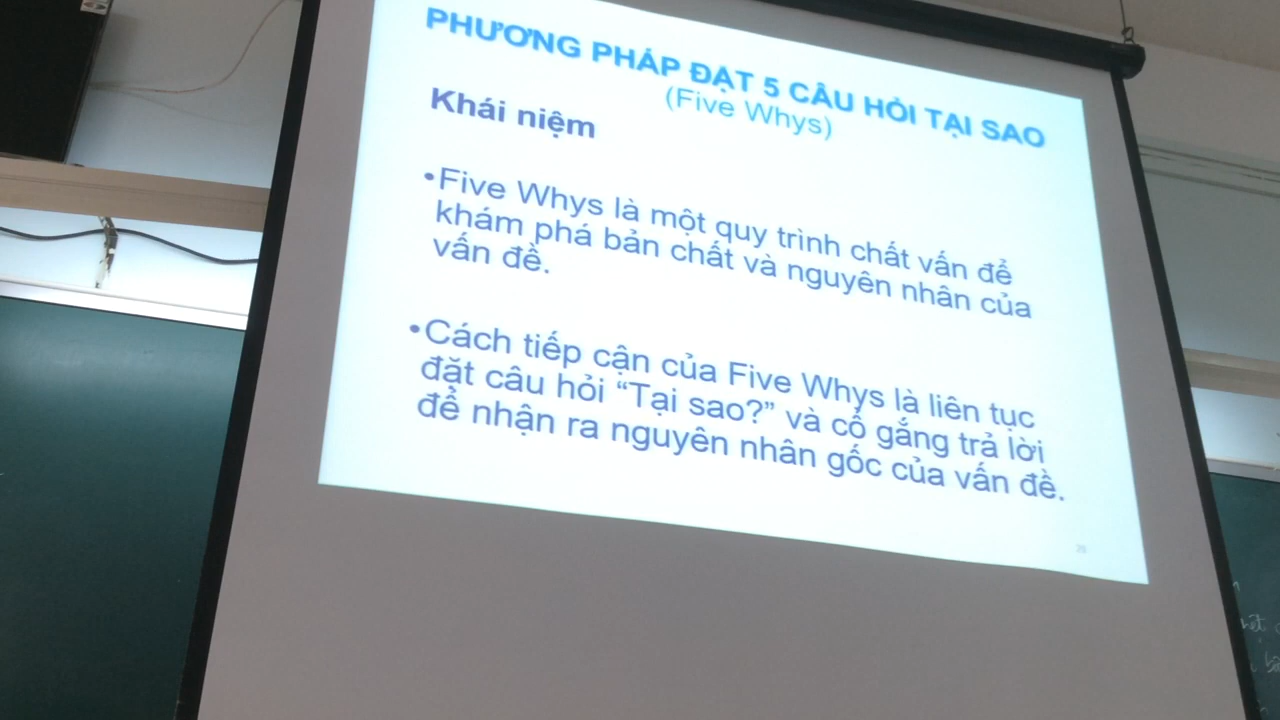 PHƯƠNG PHÁP ĐẶT 5 CÂU HỎI TẠI SAO
(Five Whys)
Khái niệm
•Five Whys là một quy trình chất vấn để
khám phá bản chất và nguyên nhân của
vấn đề.
•Cách tiếp cận của Five Whys là liên tục
đặt câu hỏi “Tại sao?” và cố gắng trả lời
để nhận ra nguyên nhân gốc của vấn đề.